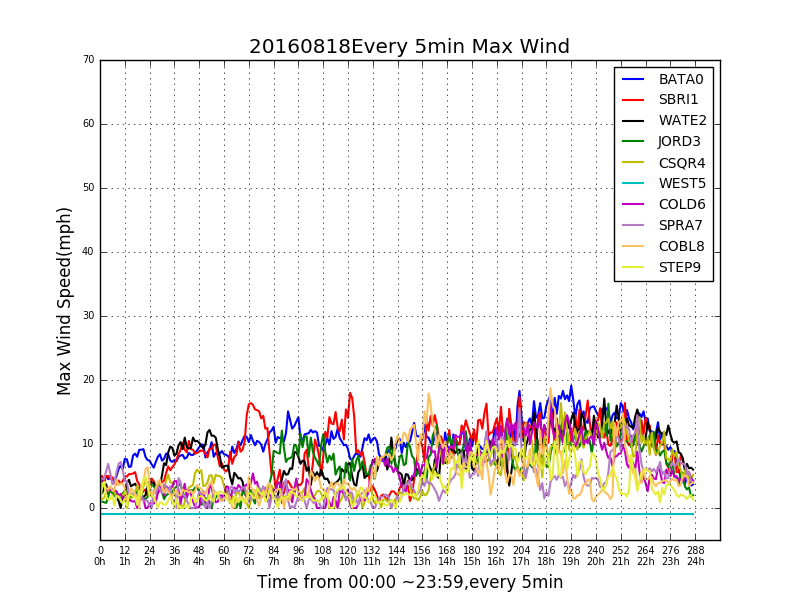 20160818Every 5min Max Wind
70
60
50
40
30
20
10
0
Max Wind Speed(mph)
BATA0
SBRI1
WATE2
JORD3
CSQR4
WEST5
COLD6
SPRA7
COBL8
STEP9
0 12 24 36 48 60 72 84 96 108 120 132 144 156 168 180 192 204 216 228 240 252 264 276 288
0h 1h 2h 3h 4h 5h 6h 7h 8h 9h 10h 11h 12h 13h 14h 15h 16h 17h 18h 19h 20h 21h 22h 23h 24h
Time from 00:00 ~23:59,every 5min